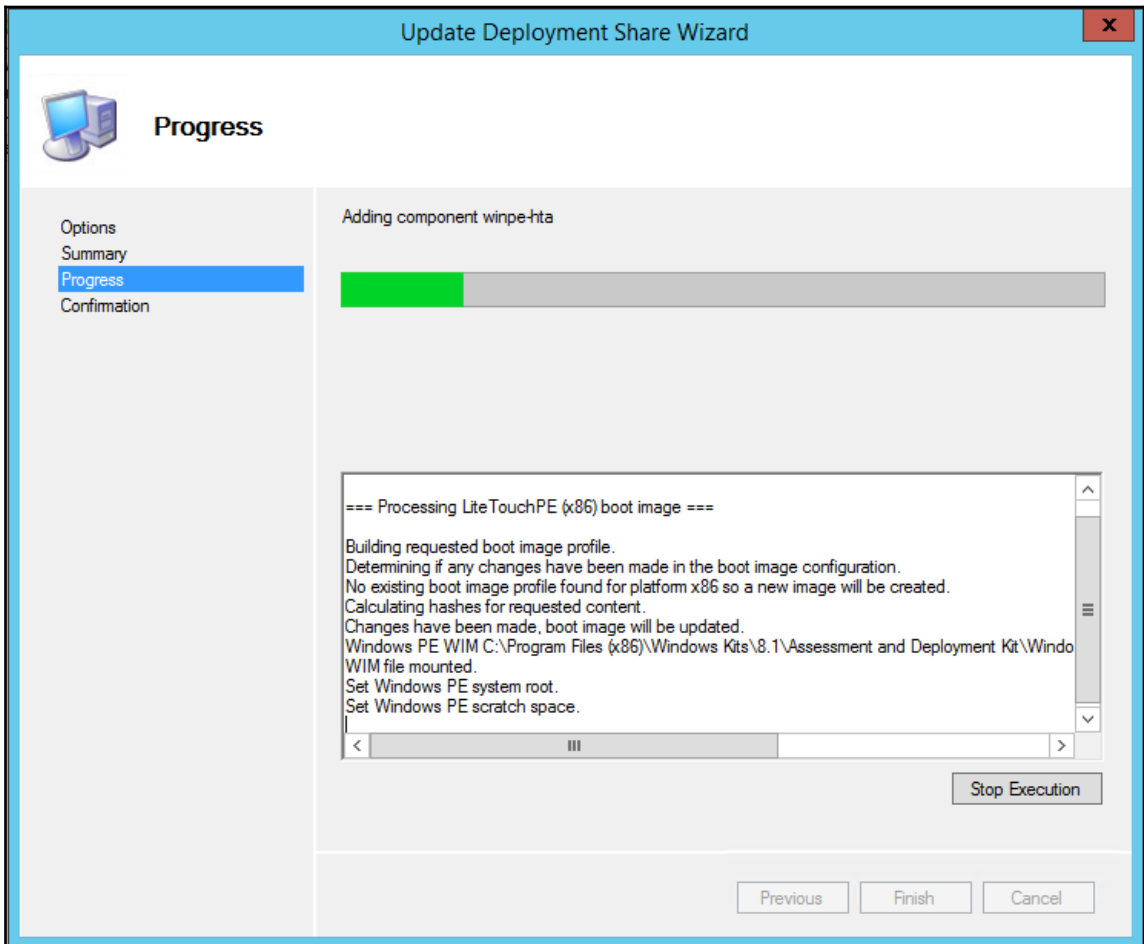 Update Deployment Share Wizard
x
Progress
Options
Summary
Progress
Confirmation
Adding component winpe-hta
=== Processing LiteTouchPE (x86) boot image ===
Building requested boot image profile.
Determining if any changes have been made in the boot image configuration.
No existing boot image profile found for platform x86 so a new image will be created.
Calculating hashes for requested content.
Changes have been made, boot image will be updated.
Windows PE WIM C:\Program Files (x86)\Windows Kits\8.1\Assessment and Deployment Kit\Windo
WIM file mounted.
Set Windows PE system root.
Set Windows PE scratch space.
Stop Execution
Previous
Finish
Cancel